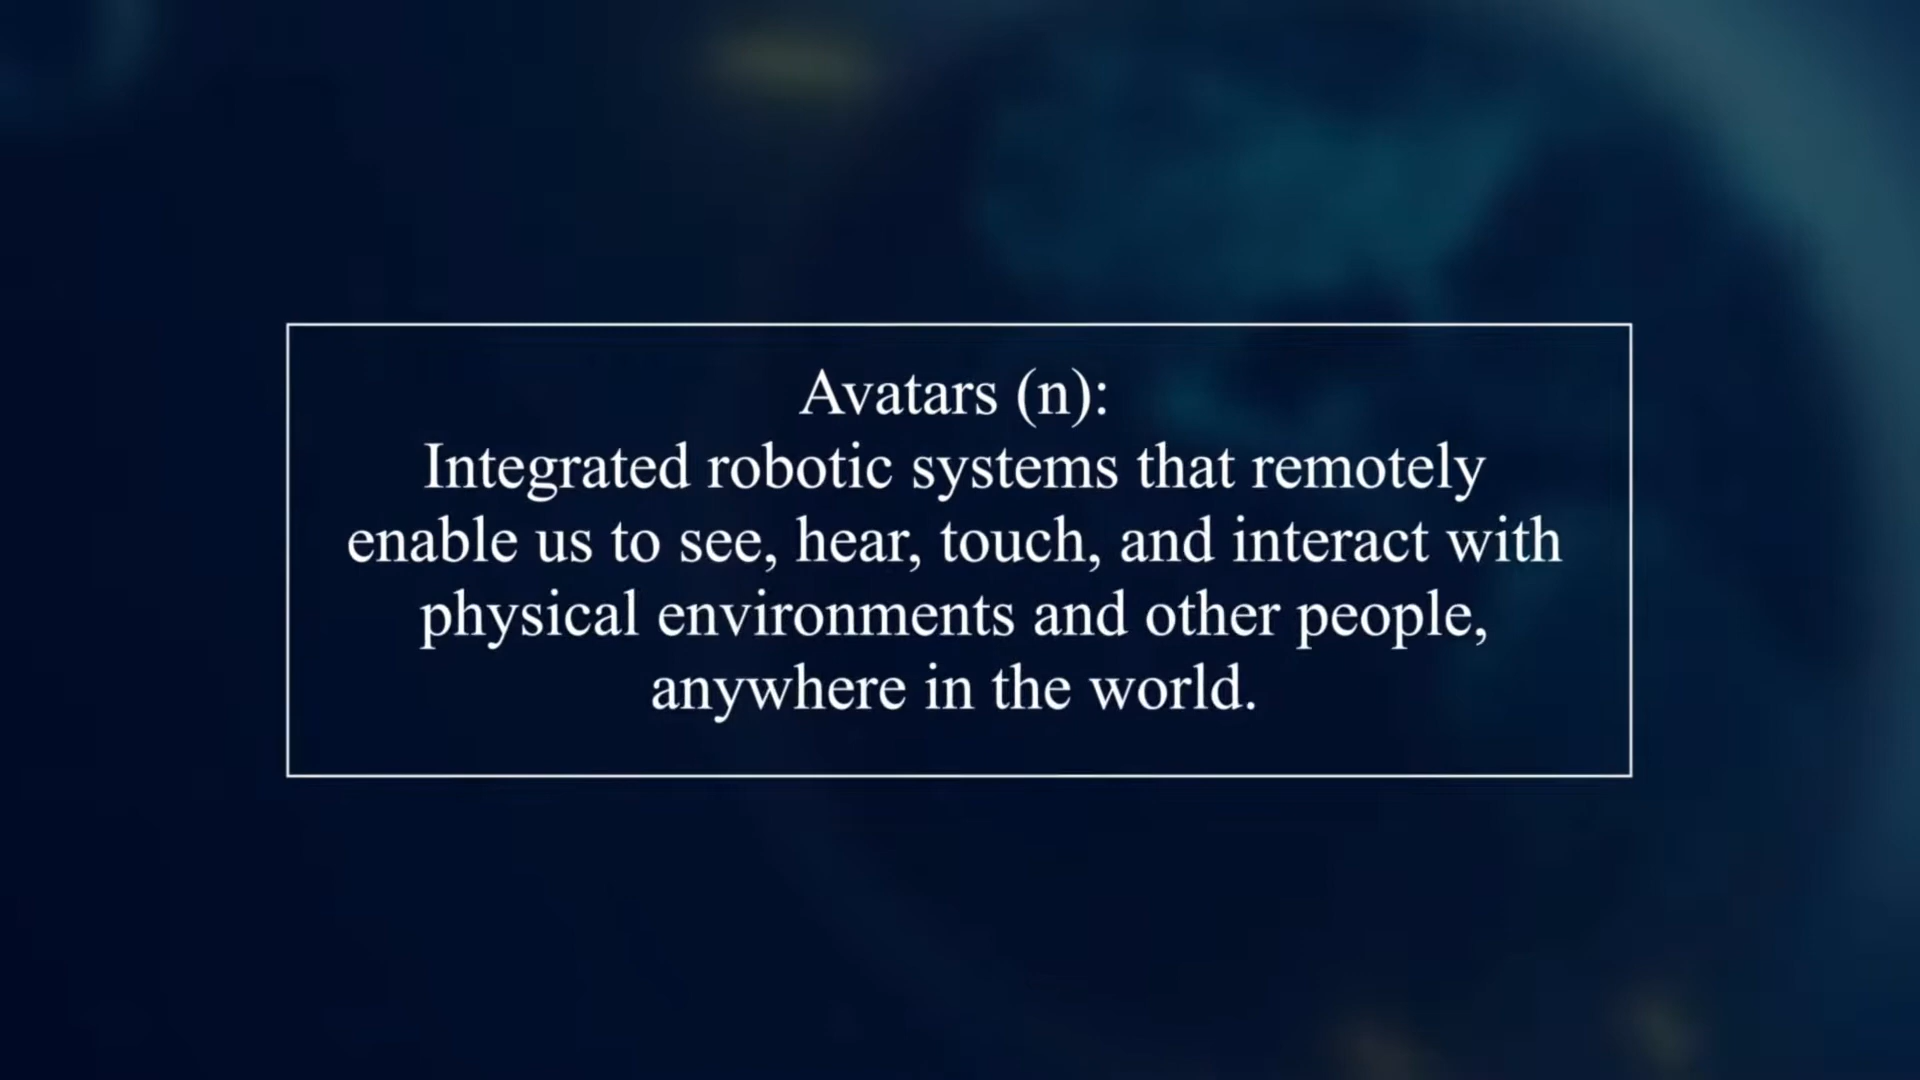 Avatars (n):
Integrated robotic systems that remotely
enable us to see, hear, touch, and interact with
physical environments and other people,
anywhere in the world.